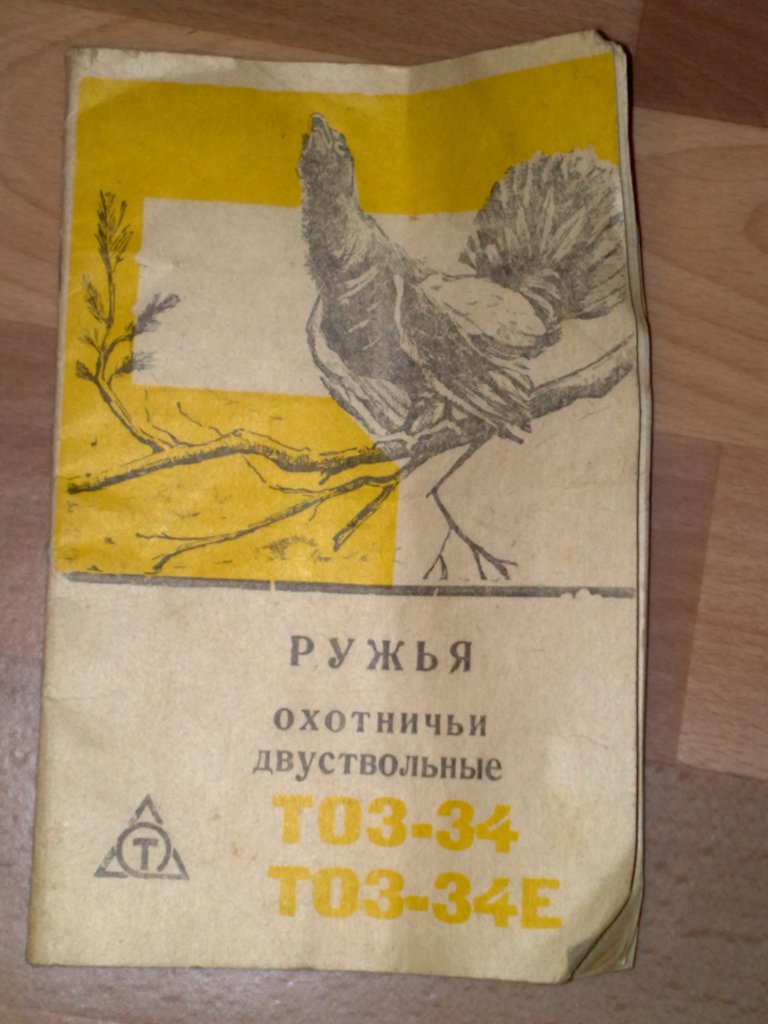 РУЖЬЯ
ОХОТНИЧЬИ
ДВУСТВОЛЬНЫЕ
ТОЗ-34
Т
ТОЗ-34Е